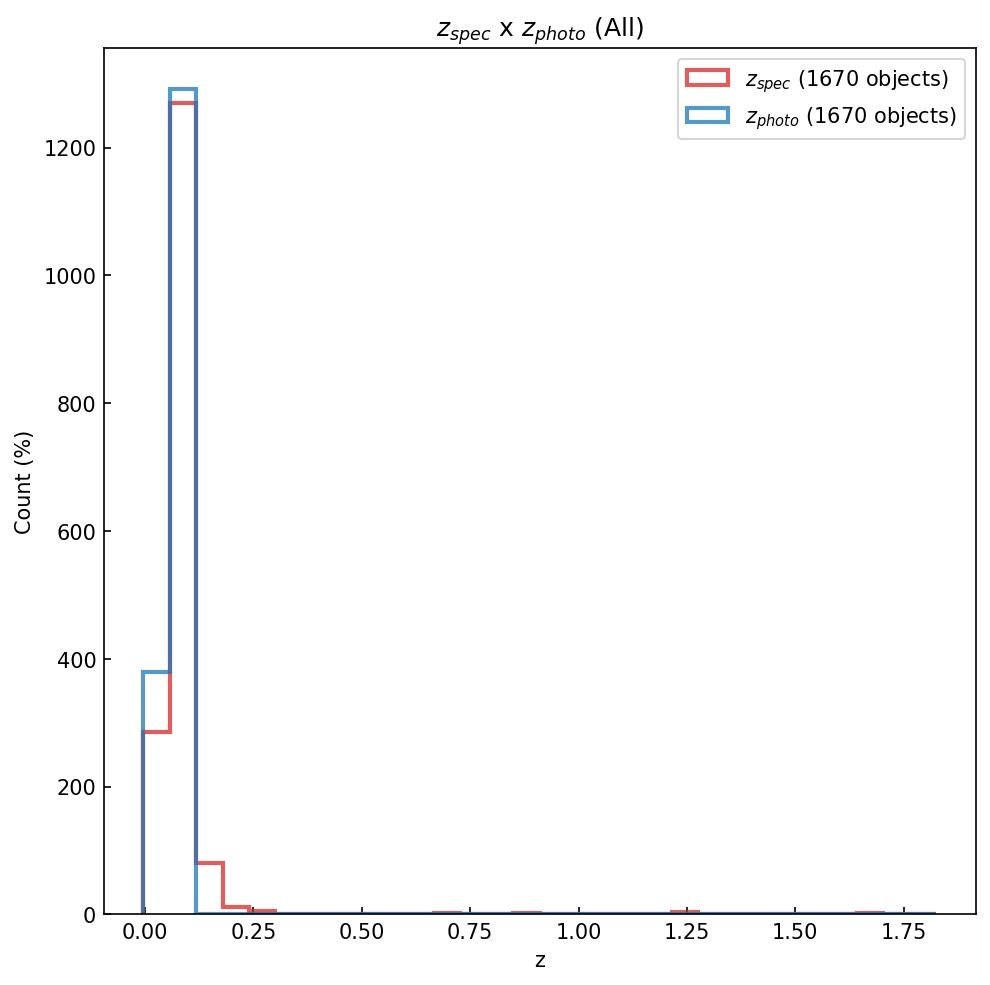 z_spec x z_photo (All)
z_spec (1670 objects)
z_photo (1670 objects)
Count (%)
1200
1000
800
600
400
200
0
0.00 0.25 0.50 0.75 1.00 1.25 1.50 1.75
z